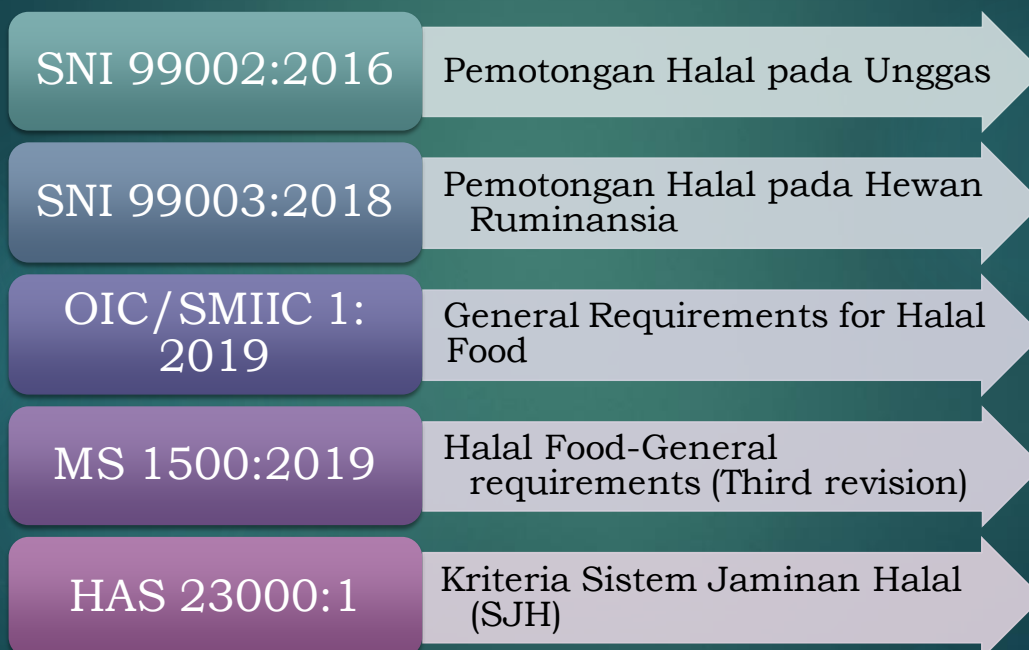 SNI 99002:2016
Pemotongan Halal pada Unggas
SNI 99003:2018
Pemotongan Halal pada Hewan
Ruminansia
OIC/SMIIC 1:
2019
General Requirements for Halal
Food
MS 1500:2019
Halal Food-General
requirements (Third revision)
HAS 23000:1
Kriteria Sistem Jaminan Halal
(SJH)